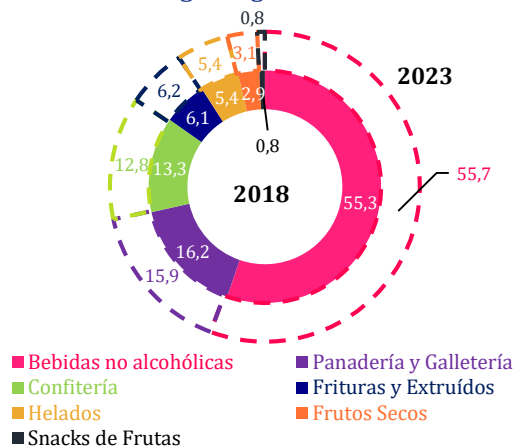 0,8
5,4
3,1
2023
6,2
5,4
2,9
6,1
0,8
12,8
13,3
55,7
2018
55,3
16,2
15,9
Bebidas no alcohólicas
Panadería y Galletería
Confitería
Frituras y Extruídos
Helados
Frutos Secos
Snacks de Frutas